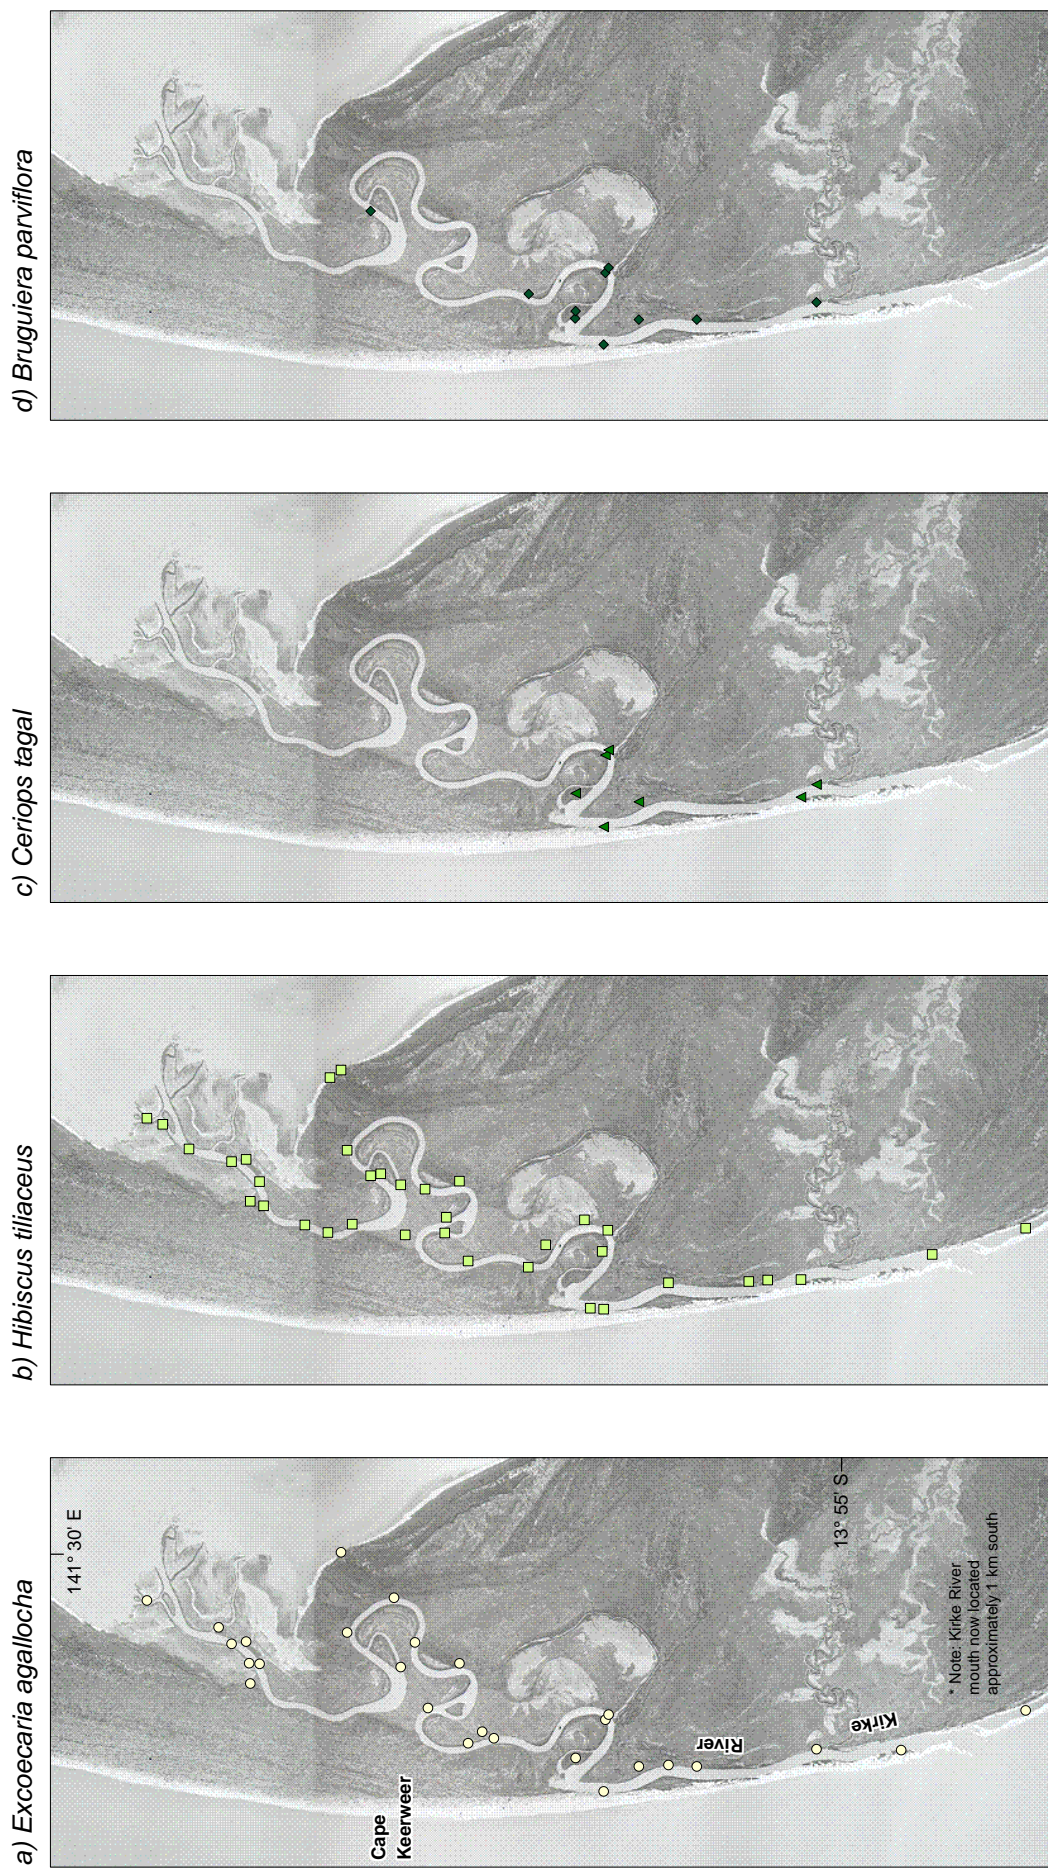 a) Excoecaria agallocha
b) Hibiscus tiliaceus
c) Ceriops tagal
d) Bruguiera parviflora
141° 30' E
Cape
Keerweer
River
Kirke
13° 55' S
* Note: Kirke River
mouth now located
approximately 1 km south